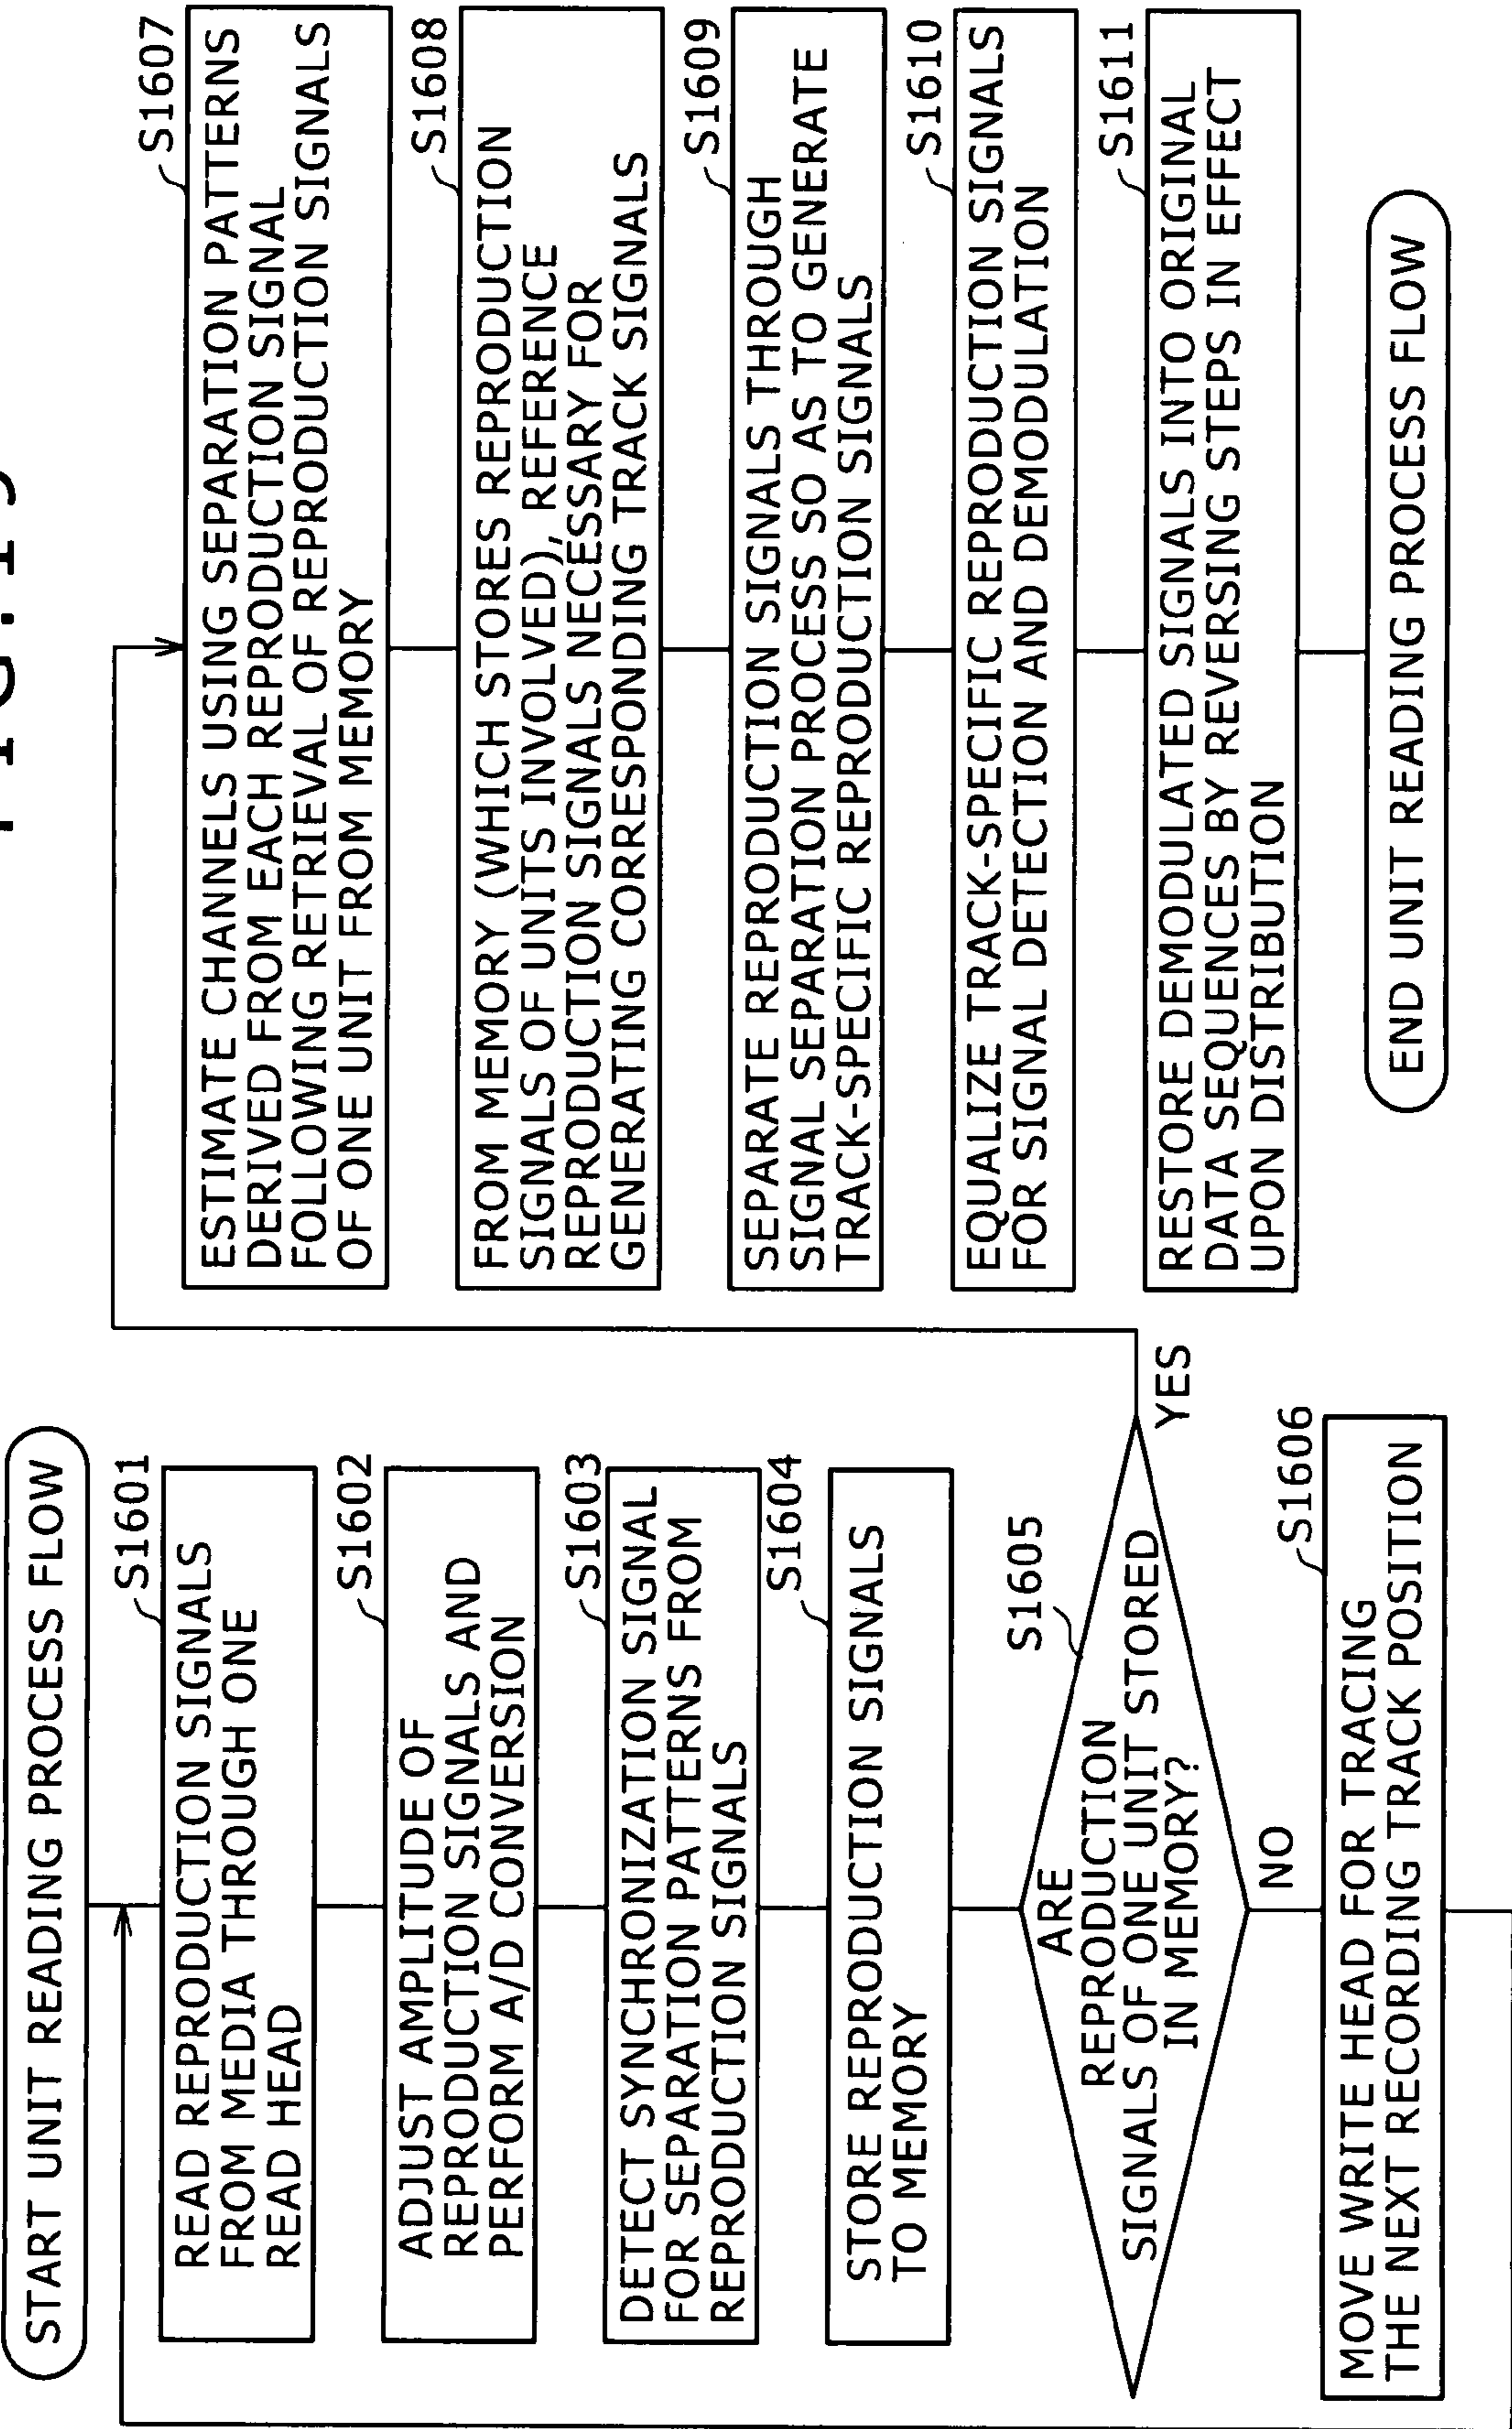 START UNIT READING PROCESS FLOW
S1601
READ REPRODUCTION SIGNALS
FROM MEDIA THROUGH ONE
READ HEAD
S1602
ADJUST AMPLITUDE OF
REPRODUCTION SIGNALS AND
PERFORM A/D CONVERSION
S1603
DETECT SYNCHRONIZATION SIGNAL
FOR SEPARATION PATTERNS FROM
REPRODUCTION SIGNALS
S1604
STORE REPRODUCTION SIGNALS
TO MEMORY
S1605
ARE
REPRODUCTION
SIGNALS OF ONE UNIT STORED
IN MEMORY?
YES
NO
S1606
MOVE WRITE HEAD FOR TRACING
THE NEXT RECORDING TRACK POSITION
S1607
ESTIMATE CHANNELS USING SEPARATION PATTERNS
DERIVED FROM EACH REPRODUCTION SIGNAL
FOLLOWING RETRIEVAL OF REPRODUCTION SIGNALS
OF ONE UNIT FROM MEMORY
S1608
FROM MEMORY (WHICH STORES REPRODUCTION
SIGNALS OF UNITS INVOLVED), REFERENCE
REPRODUCTION SIGNALS NECESSARY FOR
GENERATING CORRESPONDING TRACK SIGNALS
S1609
SEPARATE REPRODUCTION SIGNALS THROUGH
SIGNAL SEPARATION PROCESS SO AS TO GENERATE
TRACK-SPECIFIC REPRODUCTION SIGNALS
S1610
EQUALIZE TRACK-SPECIFIC REPRODUCTION SIGNALS
FOR SIGNAL DETECTION AND DEMODULATION
S1611
RESTORE DEMODULATED SIGNALS INTO ORIGINAL
DATA SEQUENCES BY REVERSING STEPS IN EFFECT
UPON DISTRIBUTION
END UNIT READING PROCESS FLOW